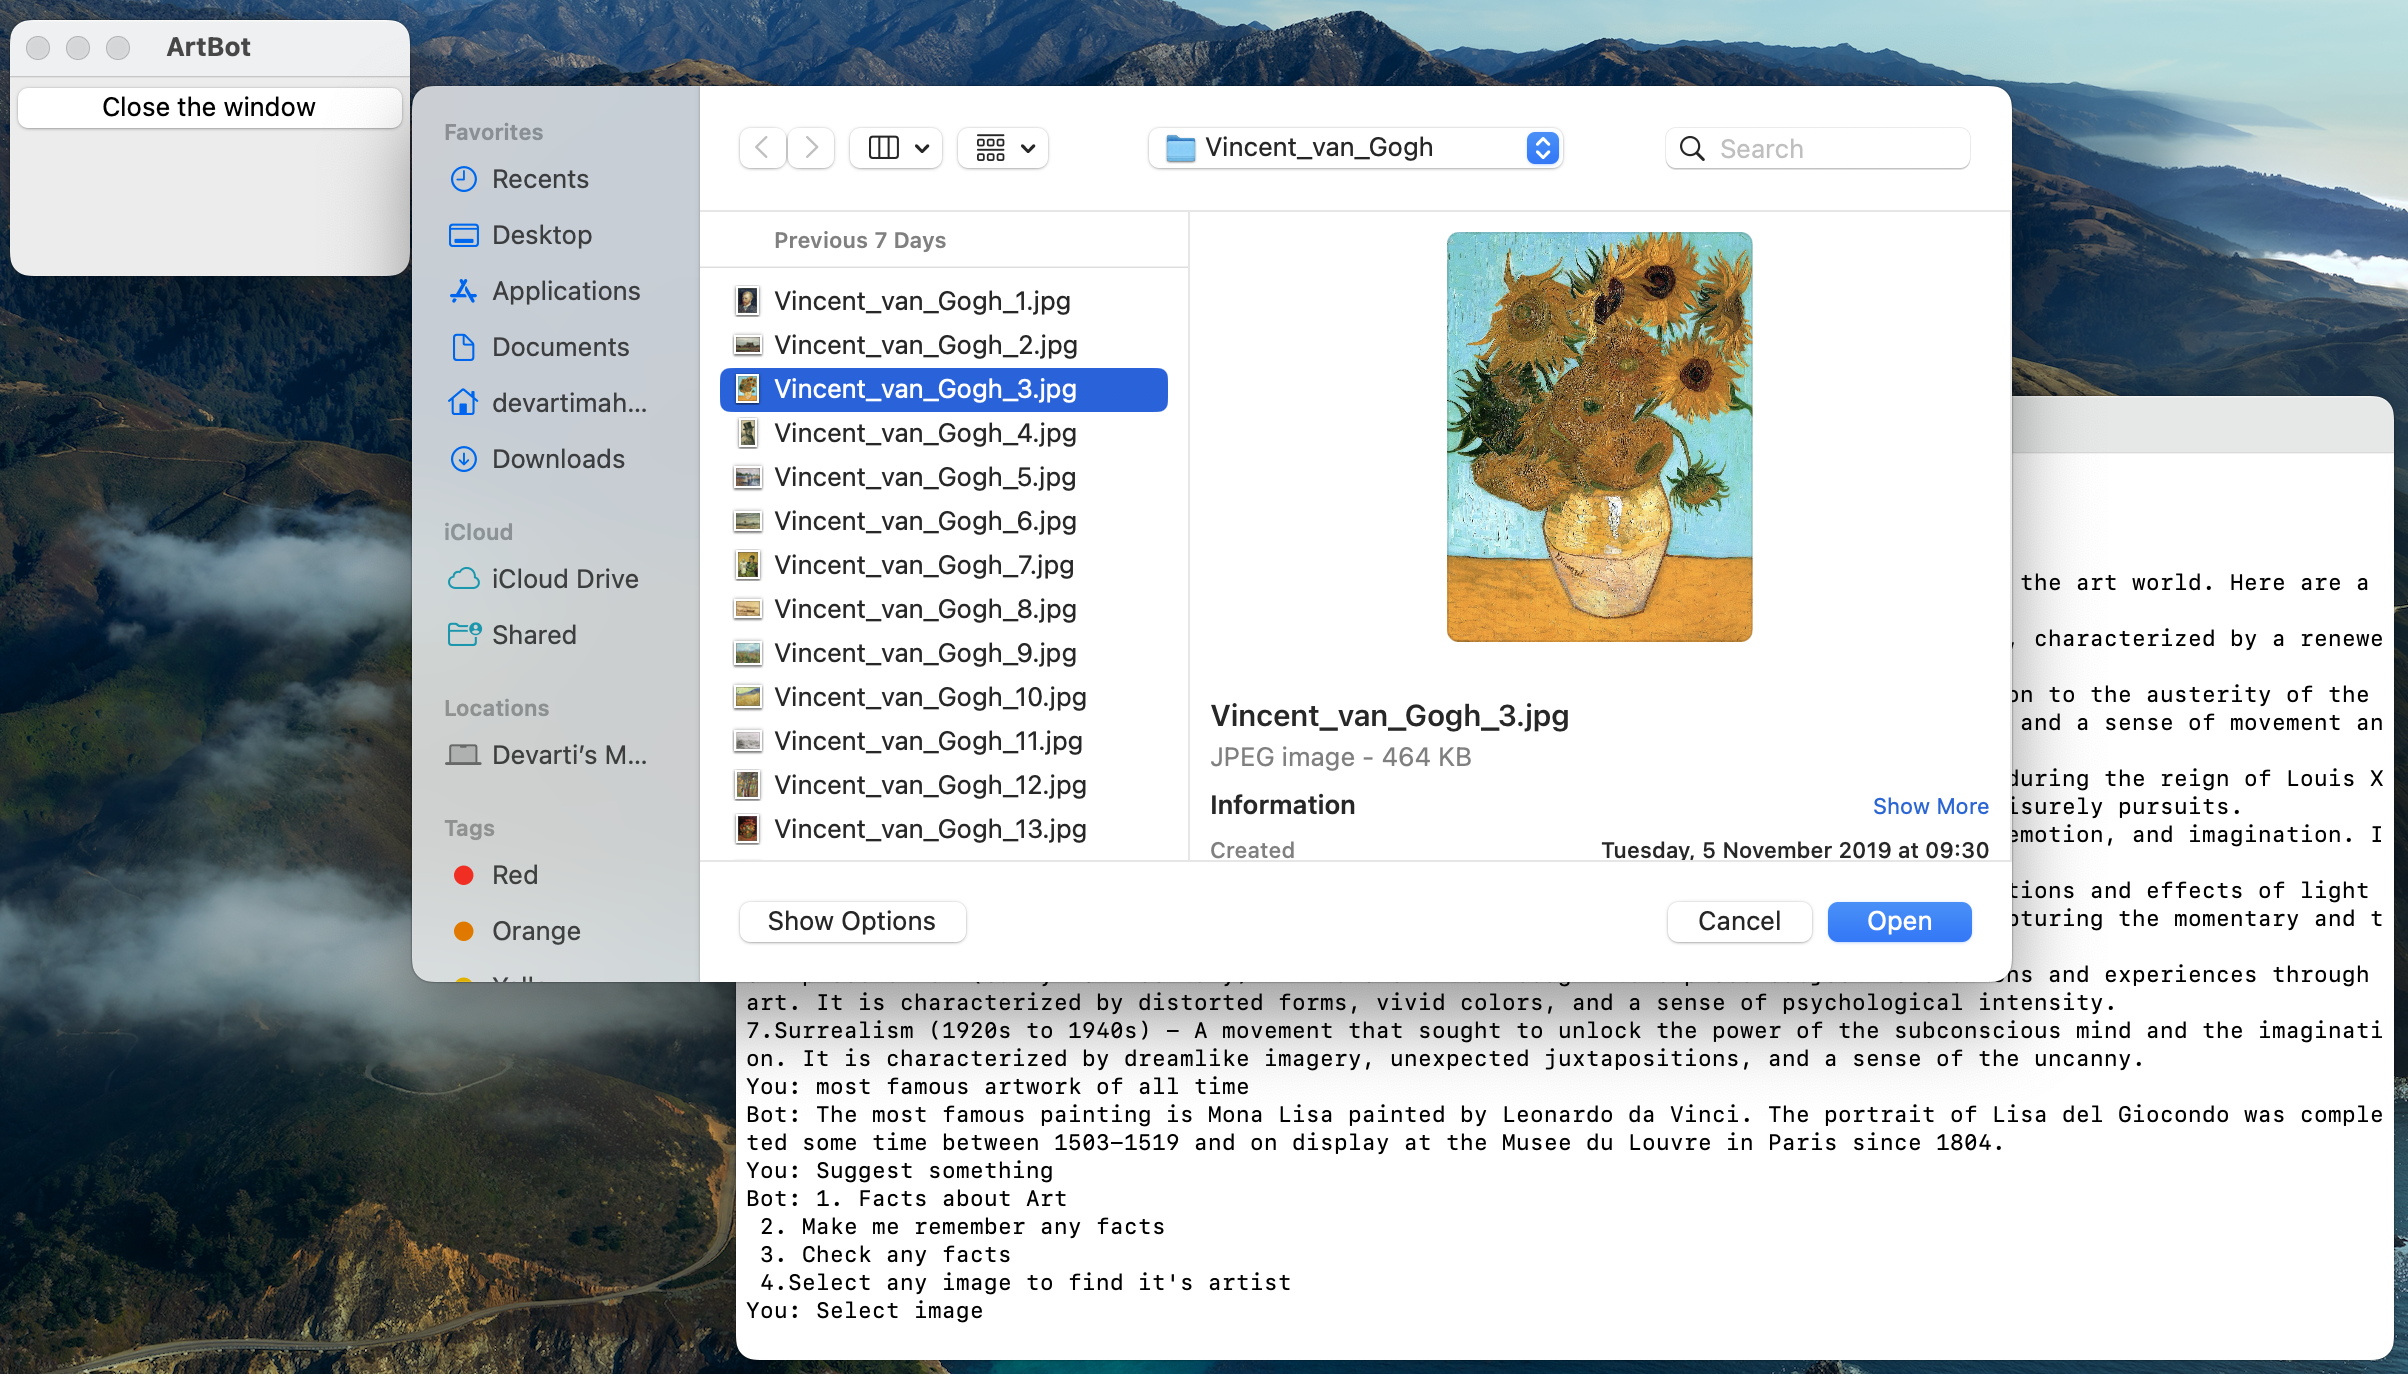 ArtBot
Close the window
Favorites
Recents
Desktop
Applications
Documents
devartimah...
Downloads
iCloud
iCloud Drive
Shared
Locations
Devarti's M...
Tags
Red
Orange
Vincent_van_Gogh
Search
Previous 7 Days
Vincent_van_Gogh_1.jpg
Vincent_van_Gogh_2.jpg
Vincent_van_Gogh_3.jpg
Vincent_van_Gogh_4.jpg
Vincent_van_Gogh_5.jpg
Vincent_van_Gogh_6.jpg
Vincent_van_Gogh_7.jpg
Vincent_van_Gogh_8.jpg
Vincent_van_Gogh_9.jpg
Vincent_van_Gogh_10.jpg
Vincent_van_Gogh_11.jpg
Vincent_van_Gogh_12.jpg
Vincent_van_Gogh_13.jpg
Vincent_van_Gogh_3.jpg
JPEG image - 464 KB
Information
Show More
Created
Tuesday, 5 November 2019 at 09:30
Show Options
Cancel
Open
the art world. Here are a
, characterized by a renewe
on to the austerity of the
and a sense of movement an
during the reign of Louis X
isurely pursuits.
emotion, and imagination. I
tions and effects of light
pturing the momentary and t
ns and experiences through
art. It is characterized by distorted forms, vivid colors, and a sense of psychological intensity.
7.Surrealism (1920s to 1940s) – A movement that sought to unlock the power of the subconscious mind and the imaginati
on. It is characterized by dreamlike imagery, unexpected juxtapositions, and a sense of the uncanny.
You: most famous artwork of all time
Bot: The most famous painting is Mona Lisa painted by Leonardo da Vinci. The portrait of Lisa del Giocondo was comple
ted some time between 1503–1519 and on display at the Musee du Louvre in Paris since 1804.
You: Suggest something
Bot: 1. Facts about Art
2. Make me remember any facts
3. Check any facts
4.Select any image to find it's artist
You: Select image